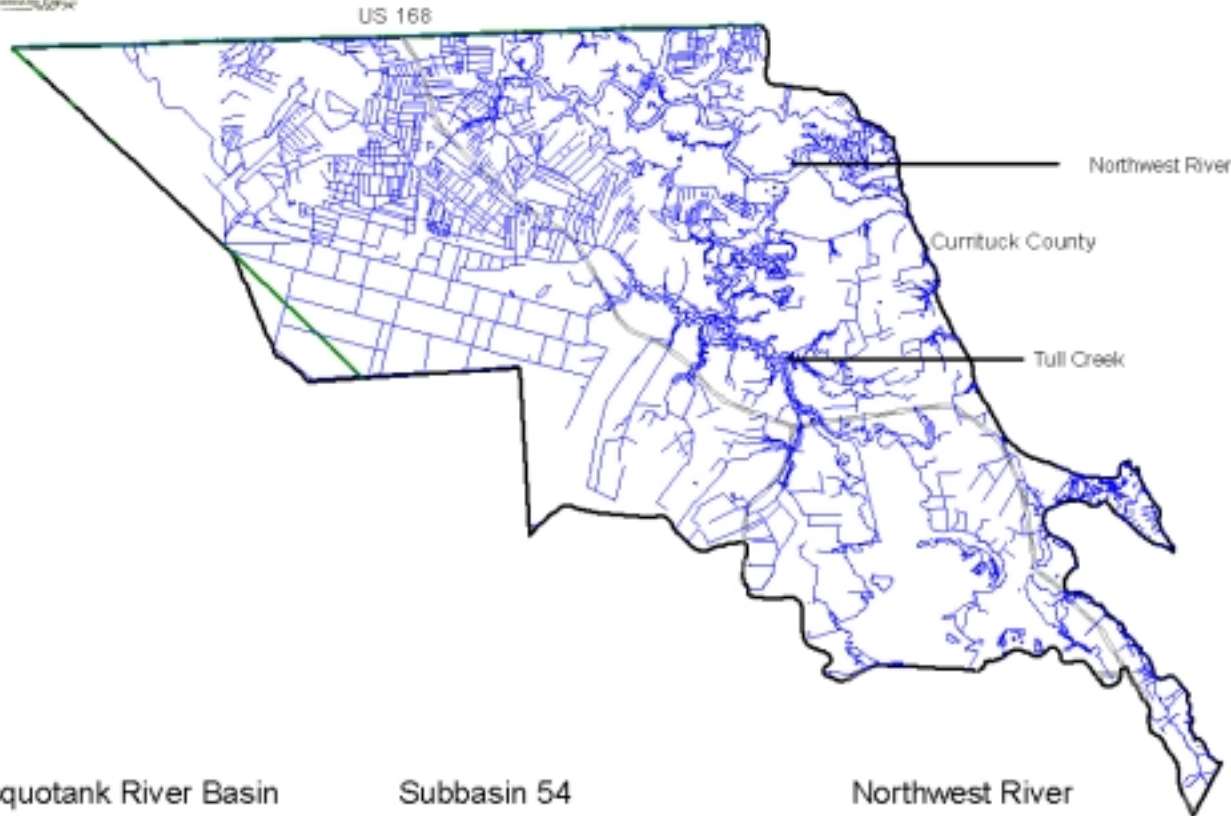 US 168
Northwest River
Currituck County
Tull Creek
quotank River Basin Subbasin 54 Northwest River